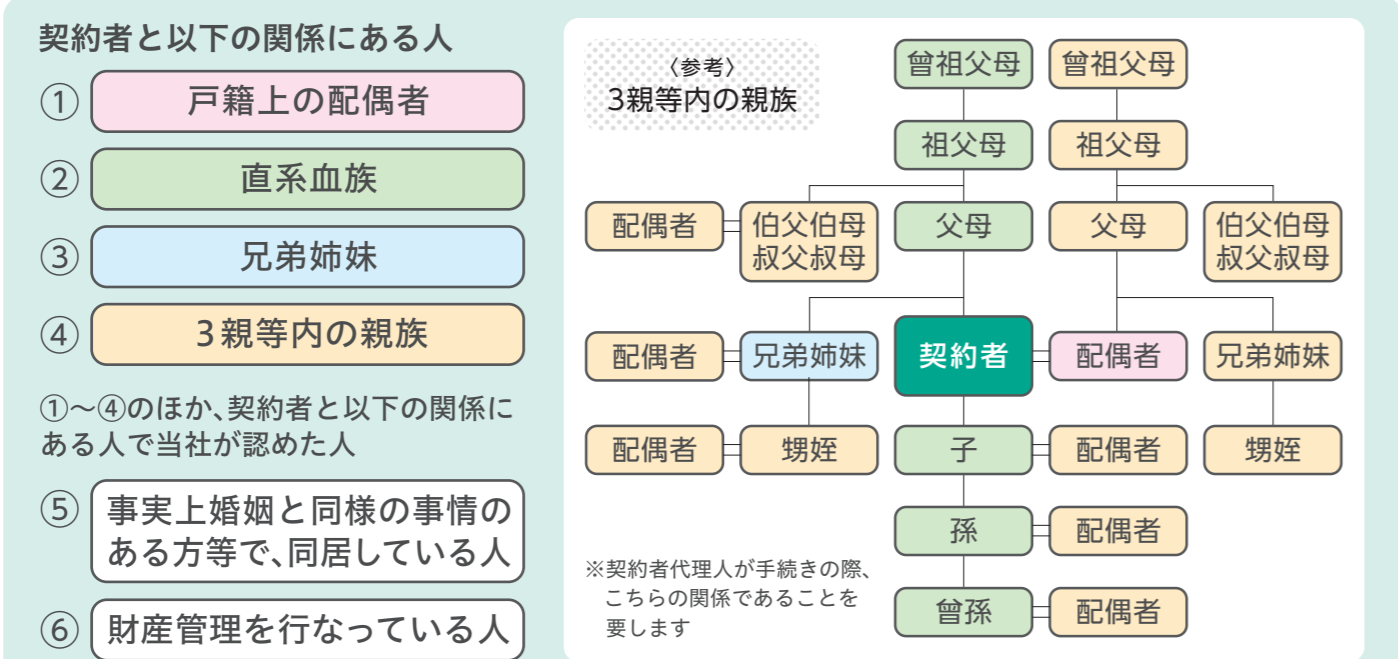 契約者と以下の関係にある人
① 戸籍上の配偶者
② 直系血族
③ 兄弟姉妹
④ 3親等内の親族
①〜④のほか、契約者と以下の関係に
ある人で当社が認めた人
⑤ 事実上婚姻と同様の事情の
ある方等で、同居している人
⑥ 財産管理を行なっている人
〈参考〉
3親等内の親族
曾祖父母 曾祖父母
祖父母 祖父母
配偶者 伯父伯母 父母 父母 伯父伯母
叔父叔母 叔父叔母
配偶者 兄弟姉妹 契約者 配偶者 兄弟姉妹
配偶者 甥姪 子 配偶者 甥姪
孫 配偶者
曾孫 配偶者
※契約者代理人が手続きの際、
こちらの関係であることを
要します